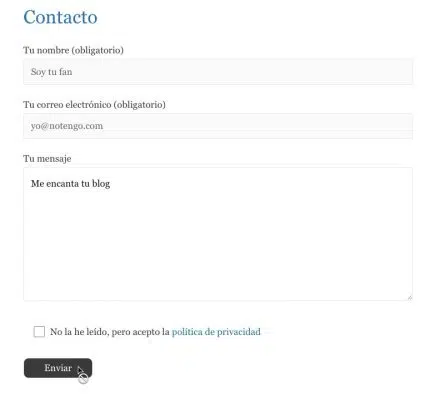 Contacto
Tu nombre (obligatorio)
Soy tu fan
Tu correo electrónico (obligatorio)
yo@notengo.com
Tu mensaje
Me encanta tu blog
No la he leído, pero acepto la política de privacidad
Enviar